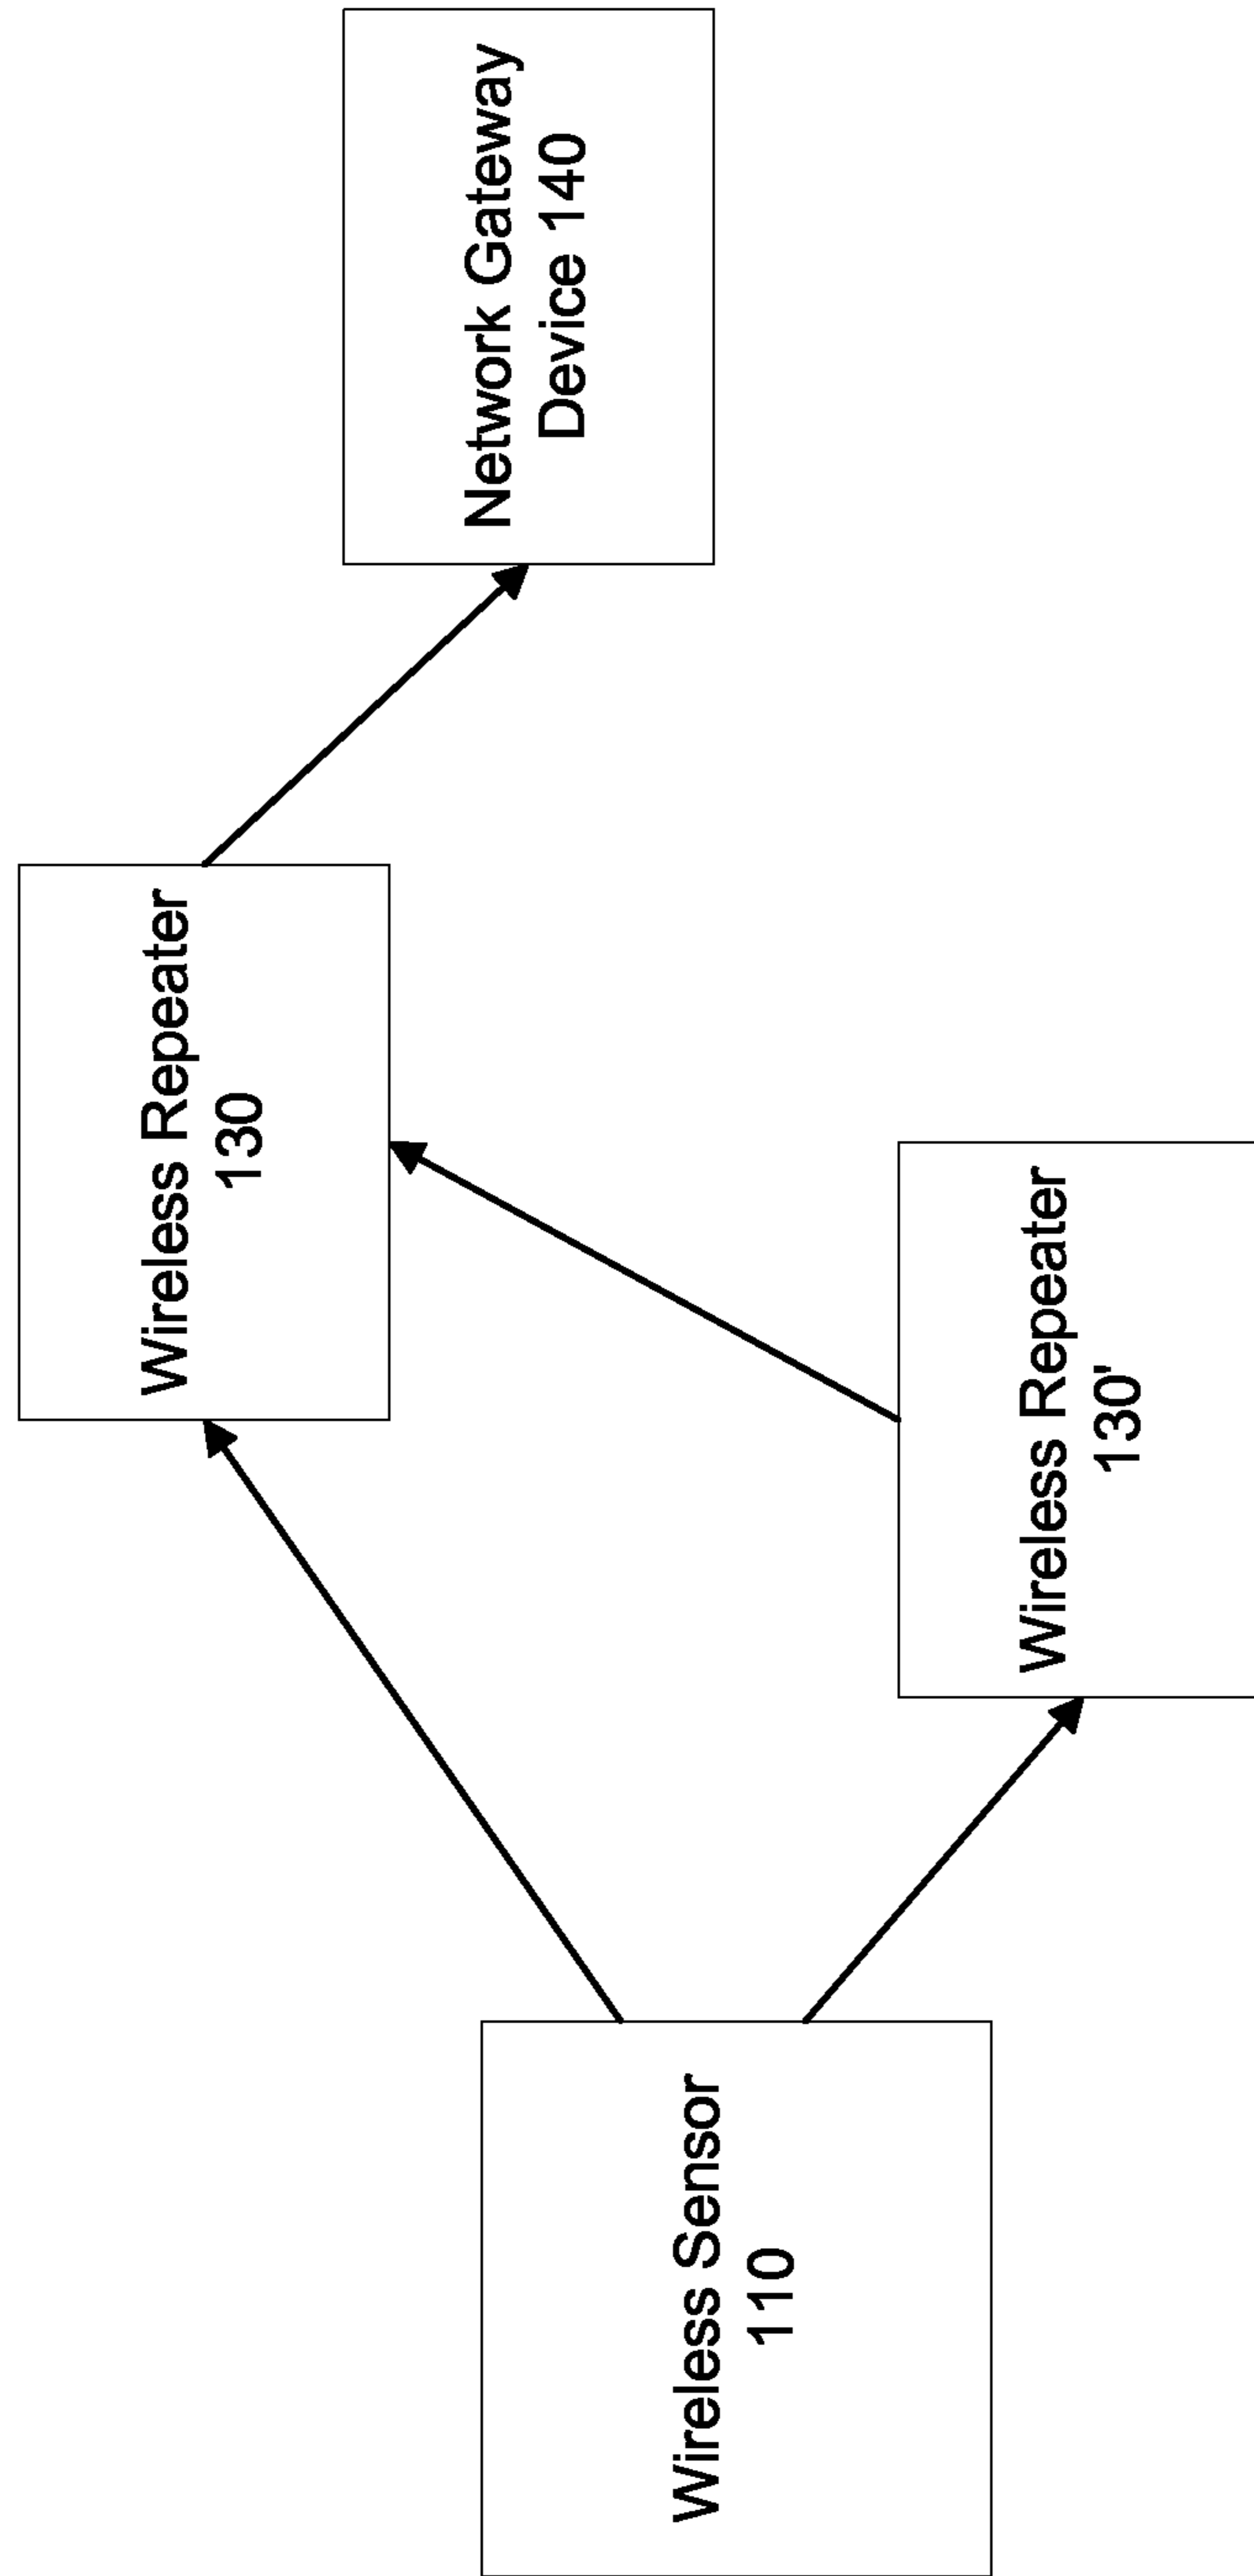 Wireless Sensor
110
Wireless Repeater
130
Wireless Repeater
130'
Network Gateway
Device 140